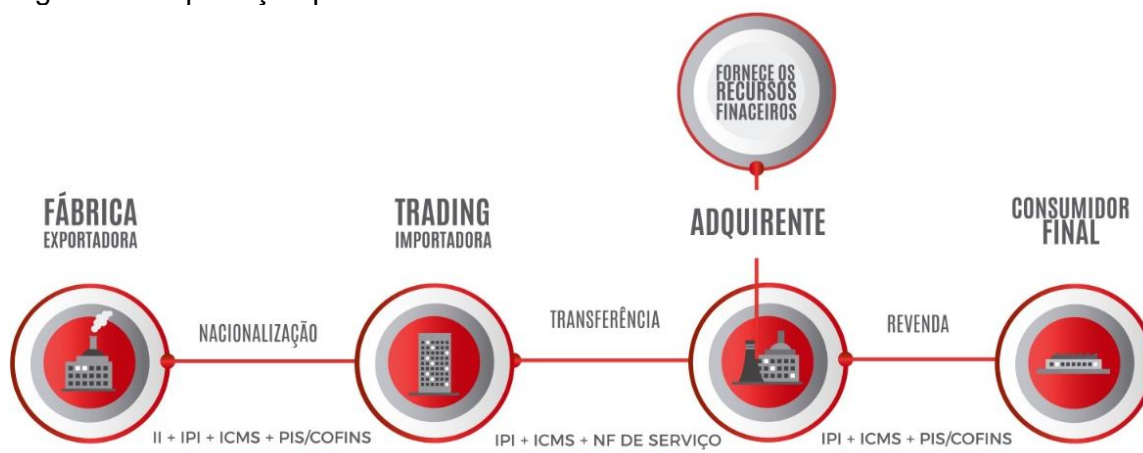 FORNECE OS
RECURSOS
FINACEIROS
FÁBRICA
EXPORTADORA
TRADING
IMPORTADORA
ADQUIRENTE
CONSUMIDOR
FINAL
NACIONALIZAÇÃO
TRANSFERÊNCIA
REVENDA
II + IPI + ICMS + PIS/COFINS
IPI + ICMS + NF DE SERVIÇO
IPI + ICMS + PIS/COFINS